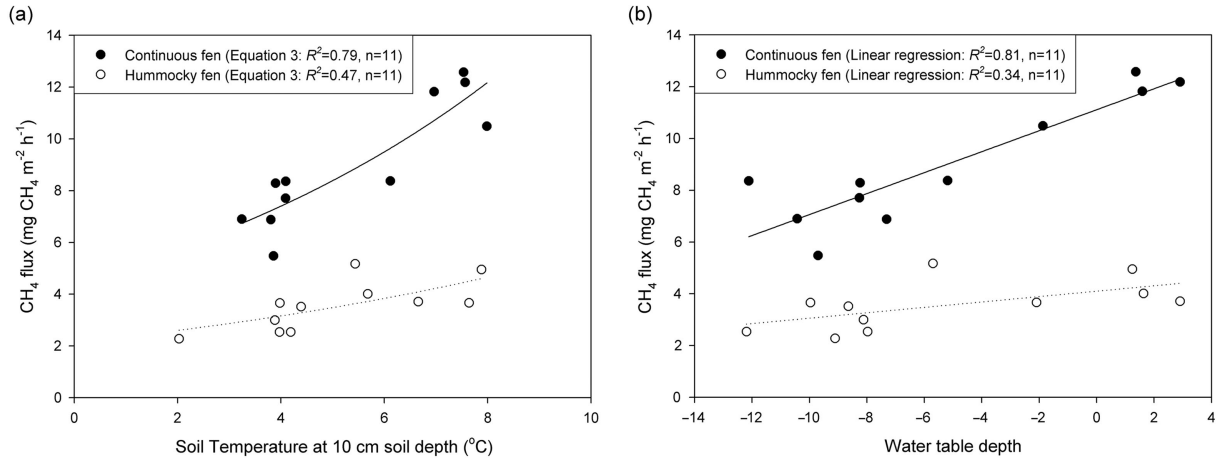 (a)
14
12
10
8
6
4
2
0
CH₄ flux (mg CH₄ m⁻² h⁻¹)
Continuous fen (Equation 3: R²=0.79, n=11)
Hummocky fen (Equation 3: R²=0.47, n=11)
0 2 4 6 8 10
Soil Temperature at 10 cm soil depth (°C)
(b)
14
12
10
8
6
4
2
0
CH₄ flux (mg CH₄ m⁻² h⁻¹)
Continuous fen (Linear regression: R²=0.81, n=11)
Hummocky fen (Linear regression: R²=0.34, n=11)
−14 −12 −10 −8 −6 −4 −2 0 2 4
Water table depth